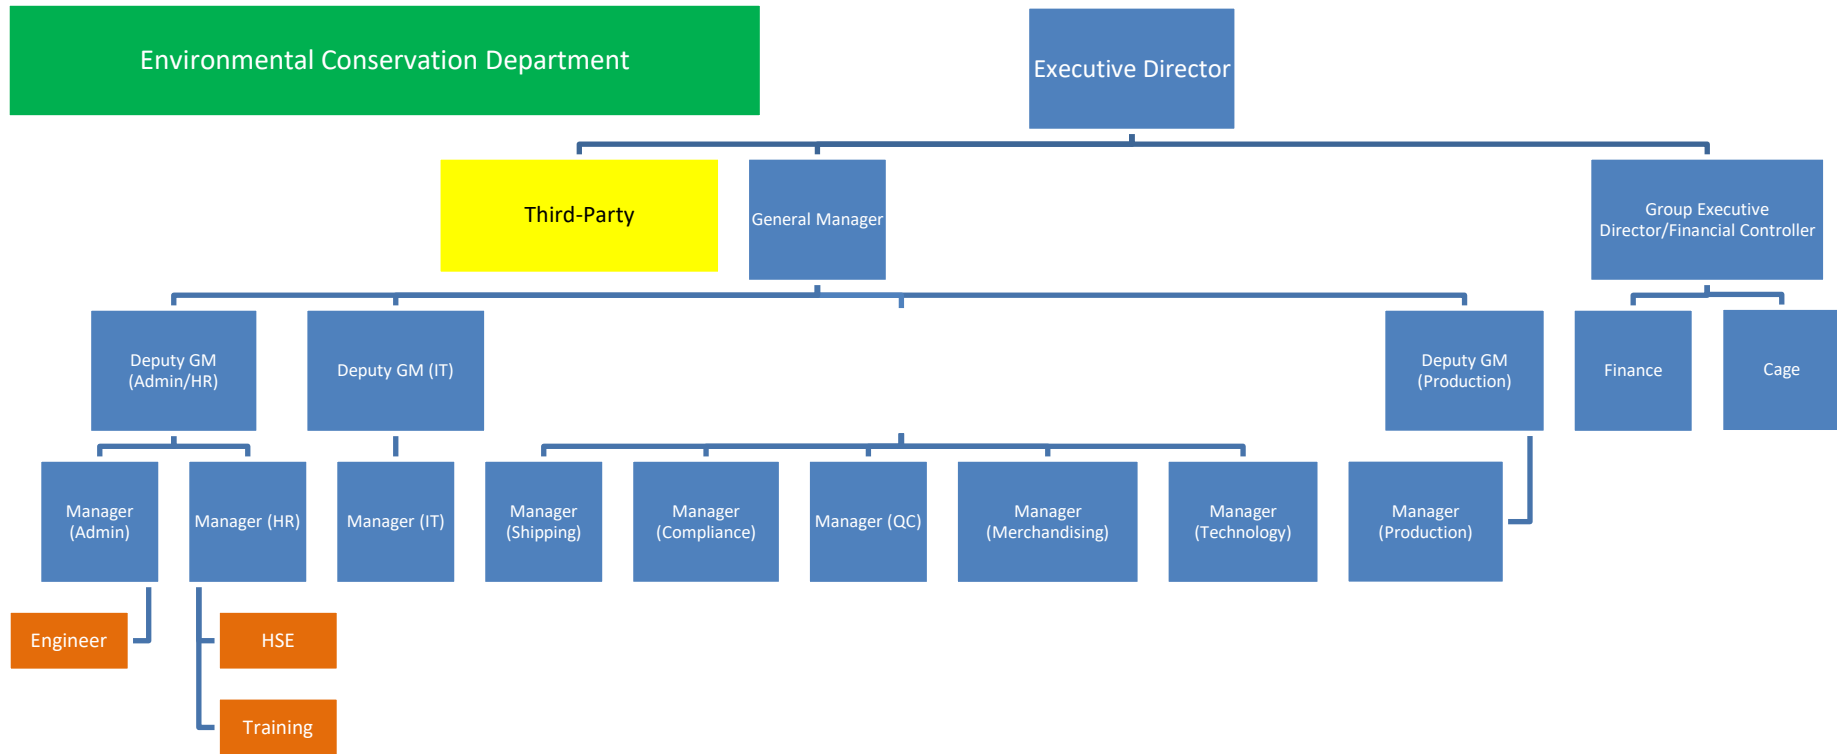 Environmental Conservation Department
Executive Director
Third-Party
General Manager
Group Executive
Director/Financial Controller
Deputy GM
(Admin/HR)
Deputy GM (IT)
Deputy GM
(Production)
Finance
Cage
Manager
(Admin)
Manager (HR)
Manager (IT)
Manager
(Shipping)
Manager
(Compliance)
Manager (QC)
Manager
(Merchandising)
Manager
(Technology)
Manager
(Production)
Engineer
HSE
Training